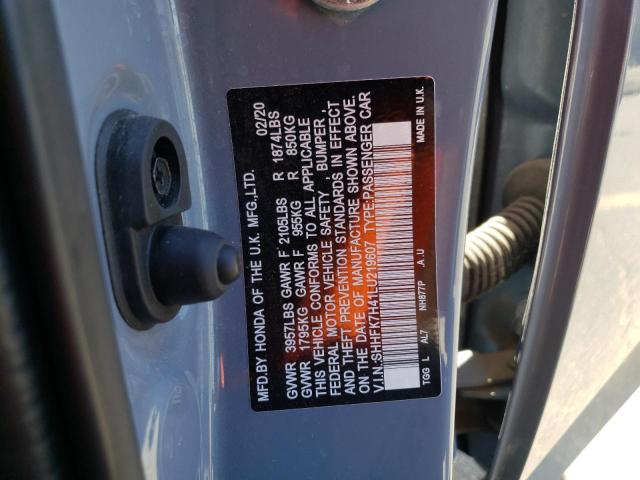 MFD.BY HONDA OF THE U.K. MFG.,LTD. 02/20
GVWR 3957LBS GAWR F 2105LBS R 1874LBS
GVWR 1795KG GAWR F 955KG R 850KG
THIS VEHICLE CONFORMS TO ALL APPLICABLE
FEDERAL MOTOR VEHICLE SAFETY , BUMPER ,
AND THEFT PREVENTION STANDARDS IN EFFECT
ON THE DATE OF MANUFACTURE SHOWN ABOVE.
V.I.N.:SHHFK7H41LU219607 TYPE:PASSENGER CAR
TGG L AL7 NH877P .A .U MADE IN U.K.